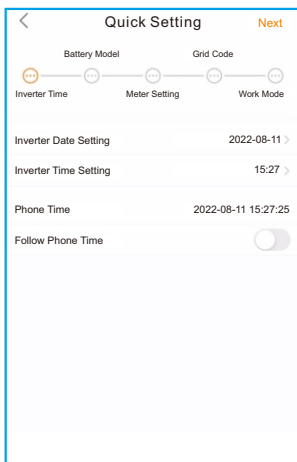 Quick Setting Next
Battery Model Grid Code
Inverter Time Meter Setting Work Mode
Inverter Date Setting 2022-08-11
Inverter Time Setting 15:27
Phone Time 2022-08-11 15:27:25
Follow Phone Time